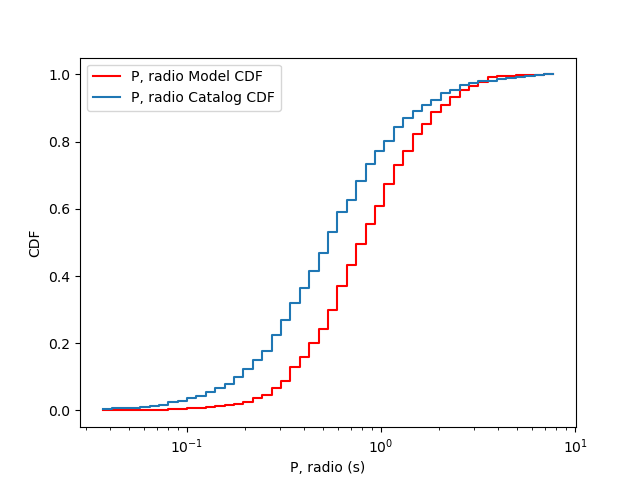 P, radio Model CDF
P, radio Catalog CDF
1.0
0.8
0.6
0.4
0.2
0.0
CDF
10⁻¹ 10⁰ 10¹
P, radio (s)